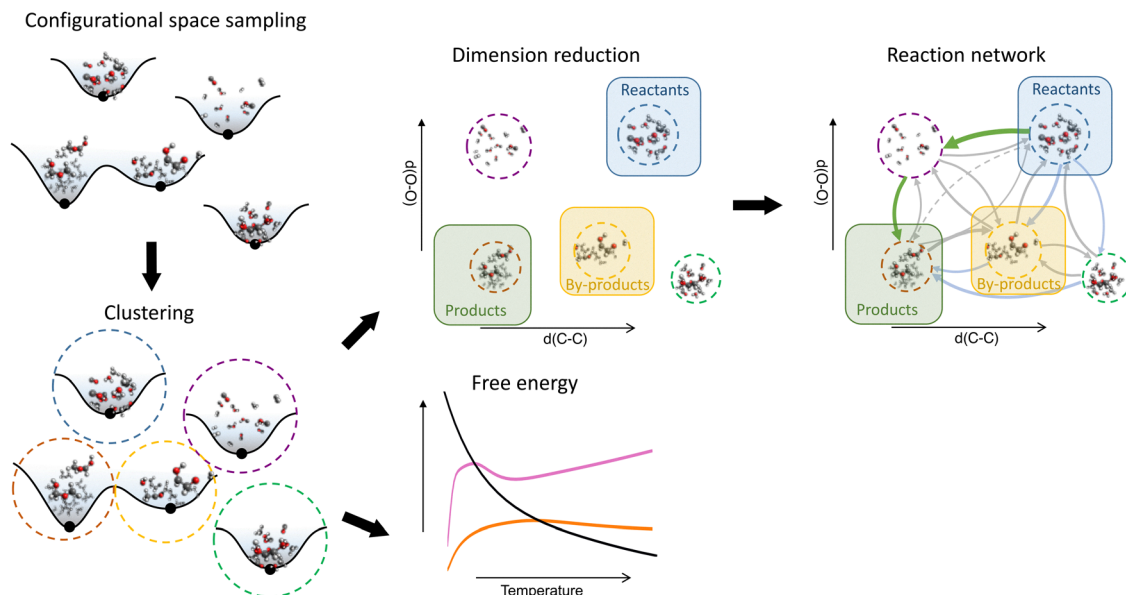 Configurational space sampling
Clustering
Dimension reduction
Reactants
d(O-O)
By-products
Products
d(C-C)
Free energy
Temperature
Reaction network
Reactants
d(O-O)
By-products
Products
d(C-C)